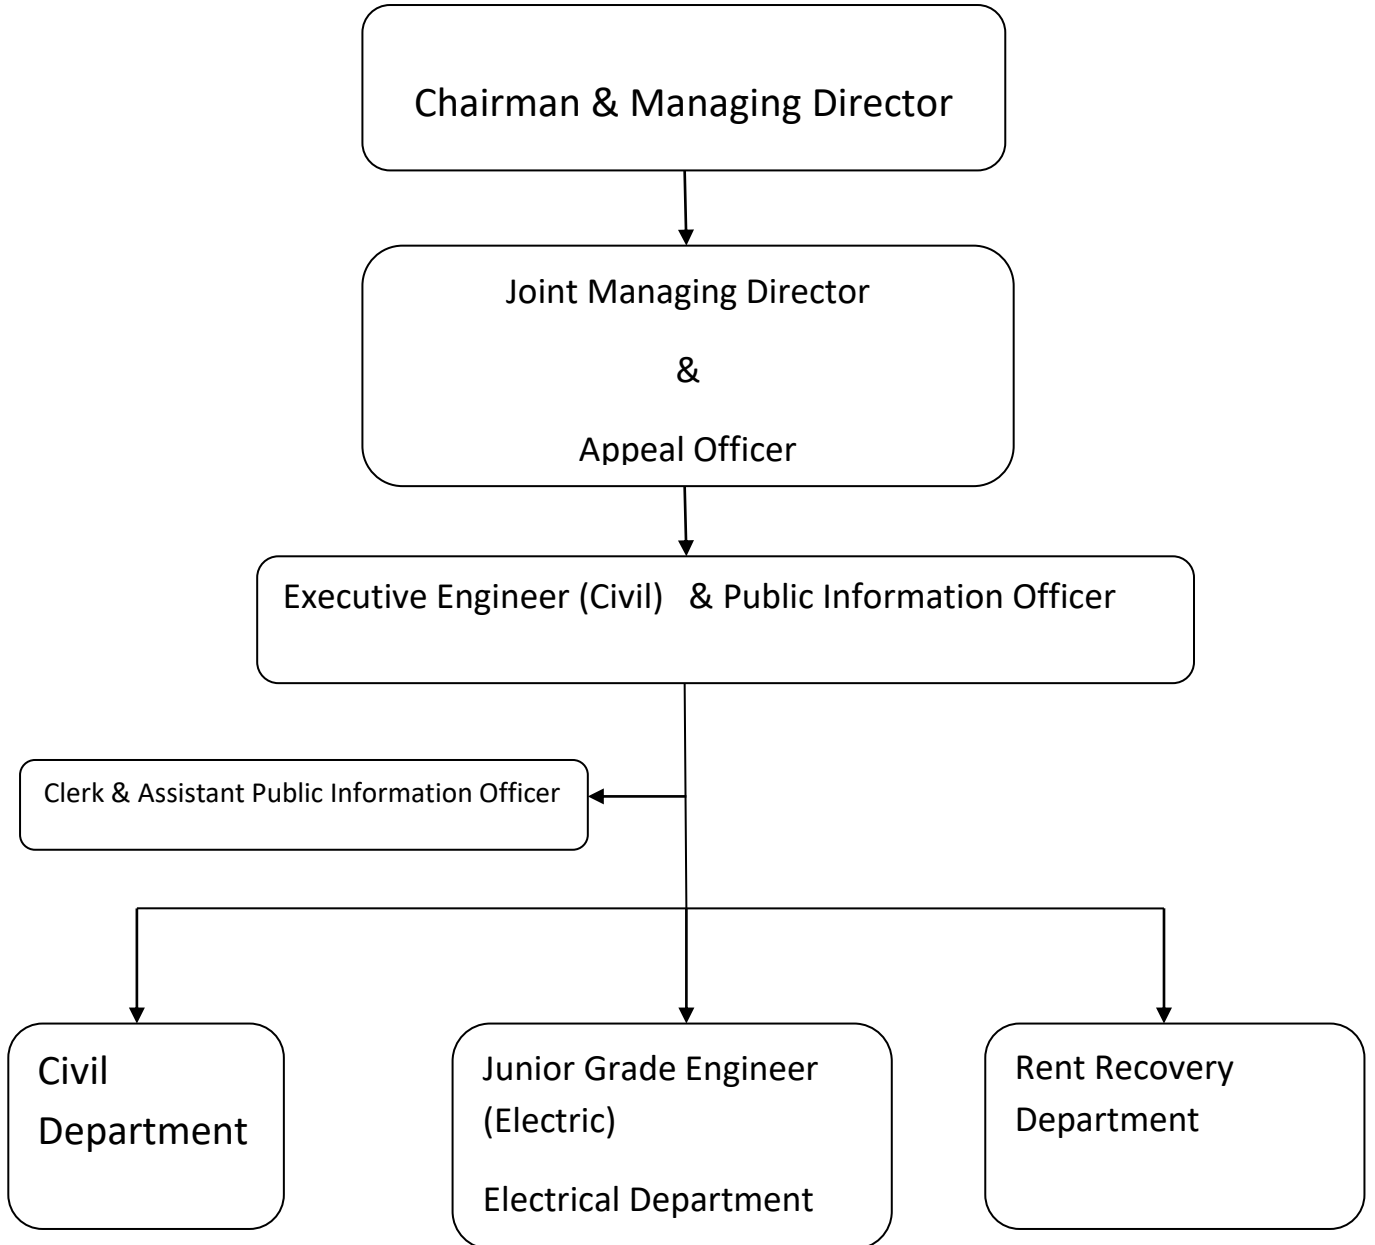 Chairman & Managing Director
Joint Managing Director
&
Appeal Officer
Executive Engineer (Civil) & Public Information Officer
Clerk & Assistant Public Information Officer
Civil
Department
Junior Grade Engineer
(Electric)
Electrical Department
Rent Recovery
Department